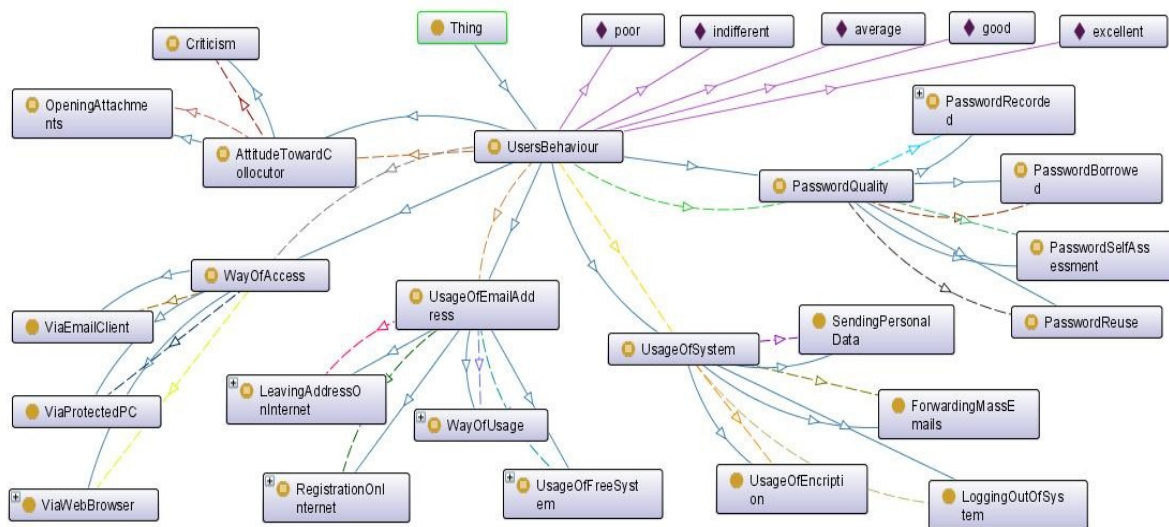 Thing
poor
indifferent
average
good
excellent
Criticism
OpeningAttachme
nts
AttitudeTowardC
ollocutor
UsersBehaviour
PasswordRecorde
d
PasswordQuality
PasswordBorrowe
d
PasswordSelfAss
essment
PasswordReuse
WayOfAccess
ViaEmailClient
ViaProtectedPC
ViaWebBrowser
UsageOfEmailAddr
ess
LeavingAddressO
nInternet
WayOfUsage
RegistrationOnI
nternet
UsageOfFreeSyst
em
UsageOfSystem
SendingPersonal
Data
ForwardingMassE
mails
UsageOfEncripti
on
LoggingOutOfSys
tem